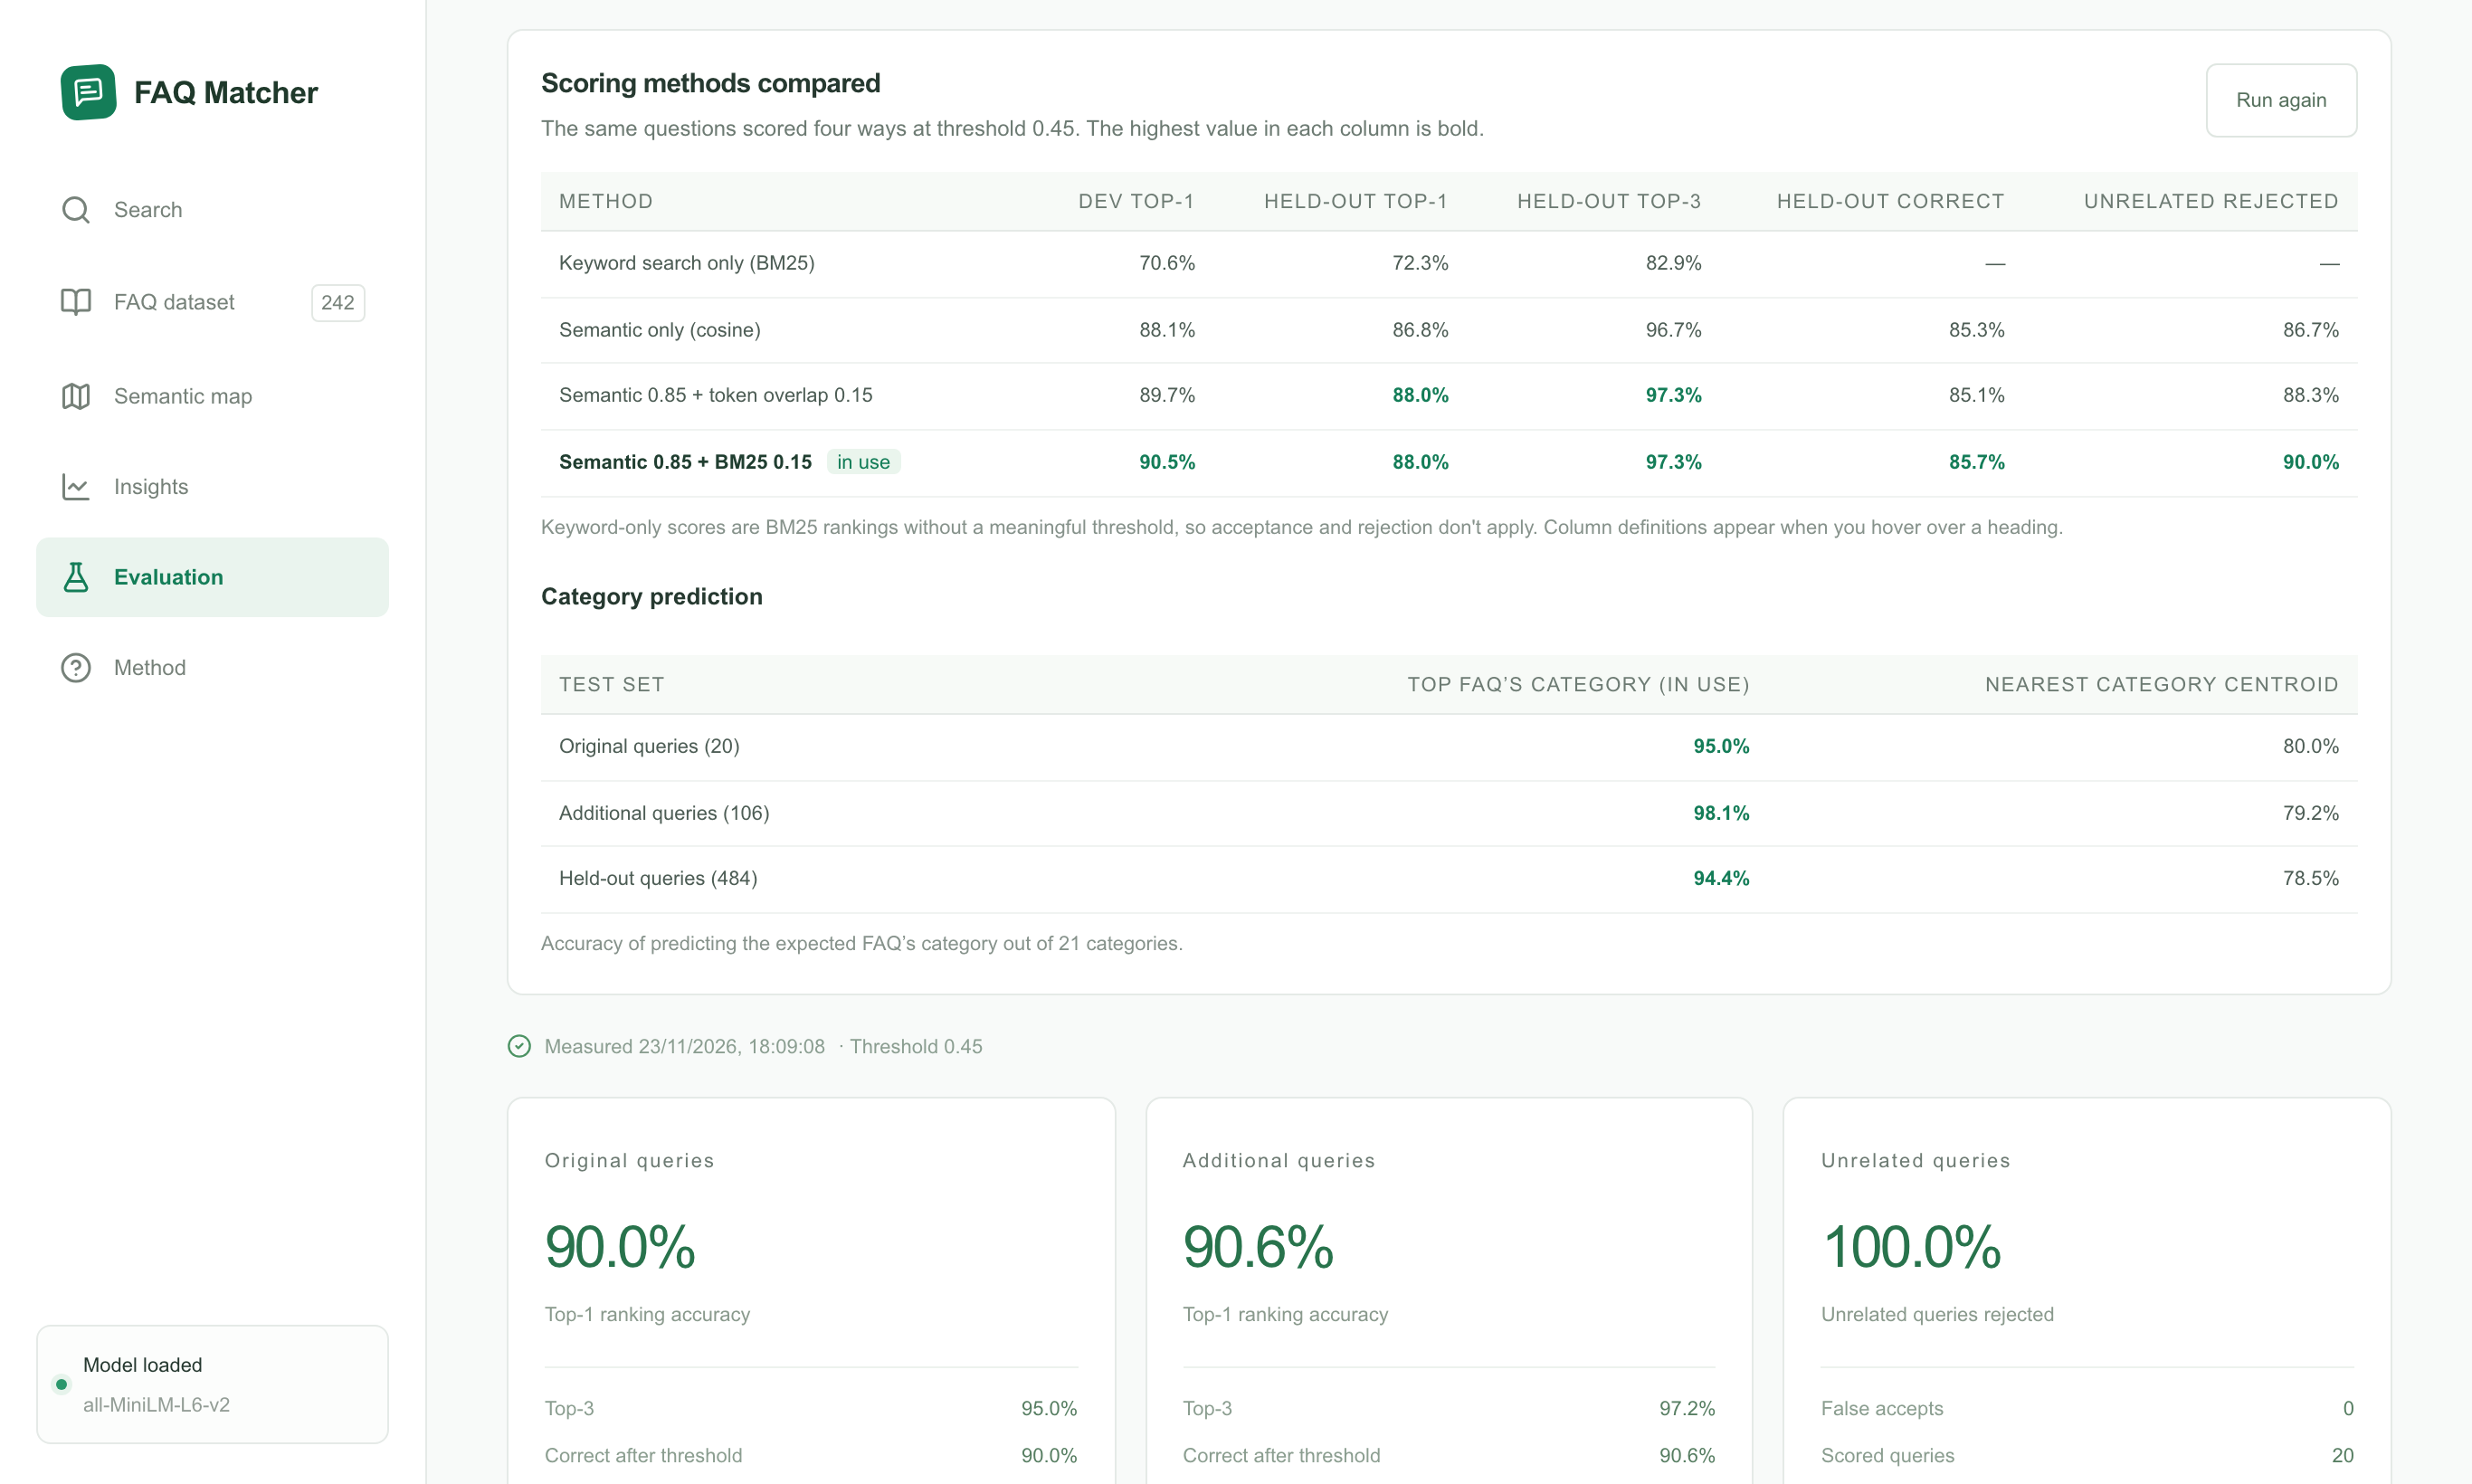 FAQ Matcher
Search
FAQ dataset 242
Semantic map
Insights
Evaluation
Method
Model loaded
all-MiniLM-L6-v2
Scoring methods compared
The same questions scored four ways at threshold 0.45. The highest value in each column is bold.
Run again
METHOD DEV TOP-1 HELD-OUT TOP-1 HELD-OUT TOP-3 HELD-OUT CORRECT UNRELATED REJECTED
Keyword search only (BM25) 70.6% 72.3% 82.9% — —
Semantic only (cosine) 88.1% 86.8% 96.7% 85.3% 86.7%
Semantic 0.85 + token overlap 0.15 89.7% 88.0% 97.3% 85.1% 88.3%
Semantic 0.85 + BM25 0.15 in use 90.5% 88.0% 97.3% 85.7% 90.0%
Keyword-only scores are BM25 rankings without a meaningful threshold, so acceptance and rejection don't apply. Column definitions appear when you hover over a heading.
Category prediction
TEST SET TOP FAQ’S CATEGORY (IN USE) NEAREST CATEGORY CENTROID
Original queries (20) 95.0% 80.0%
Additional queries (106) 98.1% 79.2%
Held-out queries (484) 94.4% 78.5%
Accuracy of predicting the expected FAQ’s category out of 21 categories.
Measured 23/11/2026, 18:09:08 · Threshold 0.45
Original queries
90.0%
Top-1 ranking accuracy
Top-3 95.0%
Correct after threshold 90.0%
Additional queries
90.6%
Top-1 ranking accuracy
Top-3 97.2%
Correct after threshold 90.6%
Unrelated queries
100.0%
Unrelated queries rejected
False accepts 0
Scored queries 20